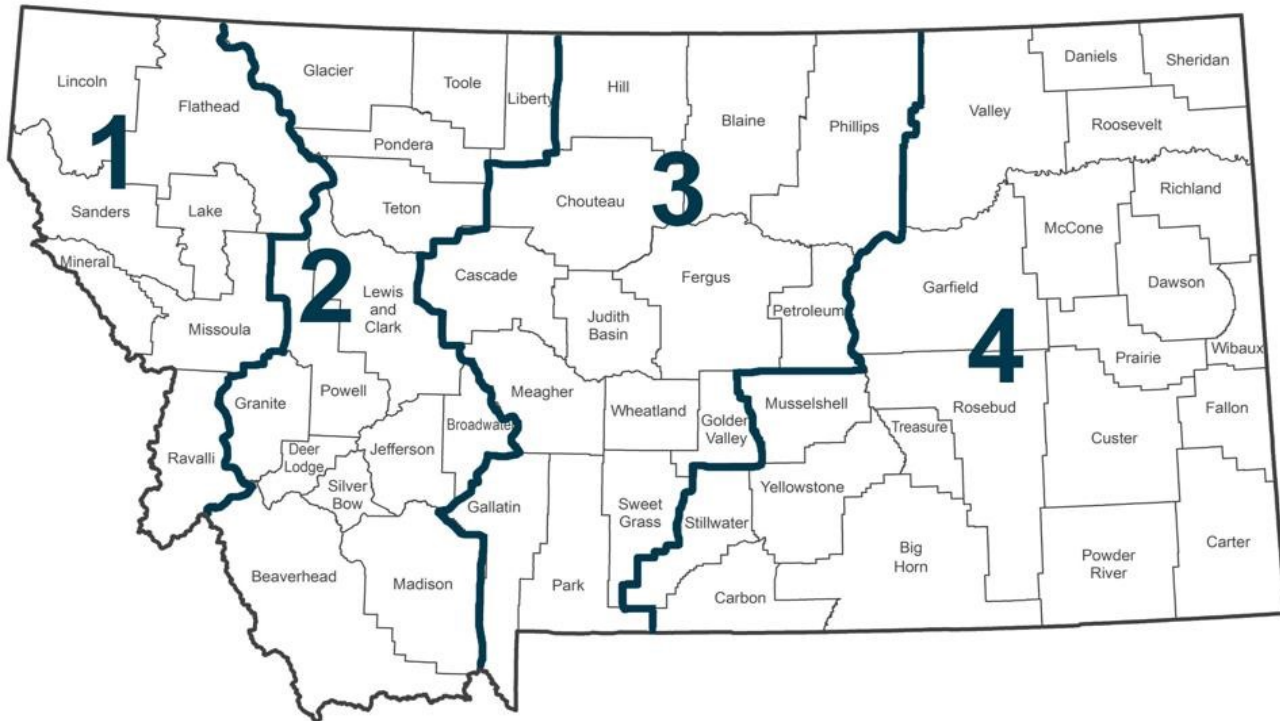 Lincoln
Flathead
1
Sanders
Lake
Mineral
Missoula
Ravalli
Glacier
Toole
Liberty
Pondera
Teton
2
Lewis
and
Clark
Powell
Granite
Deer
Lodge
Silver
Bow
Jefferson
Broadwater
Beaverhead
Madison
Hill
Blaine
Phillips
Chouteau
3
Cascade
Judith
Basin
Fergus
Petroleum
Meagher
Wheatland
Golden
Valley
Gallatin
Park
Sweet
Grass
Valley
Daniels
Sheridan
Roosevelt
Richland
McCone
Dawson
Garfield
4
Prairie
Wibaux
Musselshell
Rosebud
Treasure
Custer
Fallon
Yellowstone
Stillwater
Carbon
Big
Horn
Powder
River
Carter